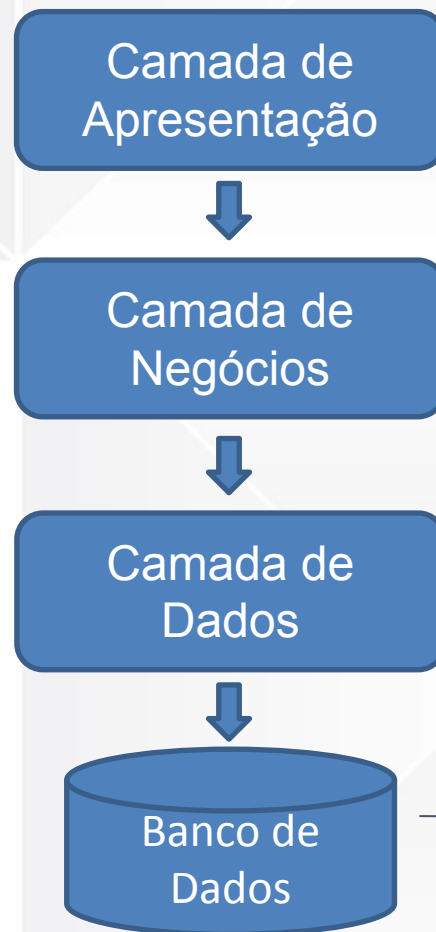 Camada de
Apresentação
Camada de
Negócios
Camada de
Dados
Banco de
Dados